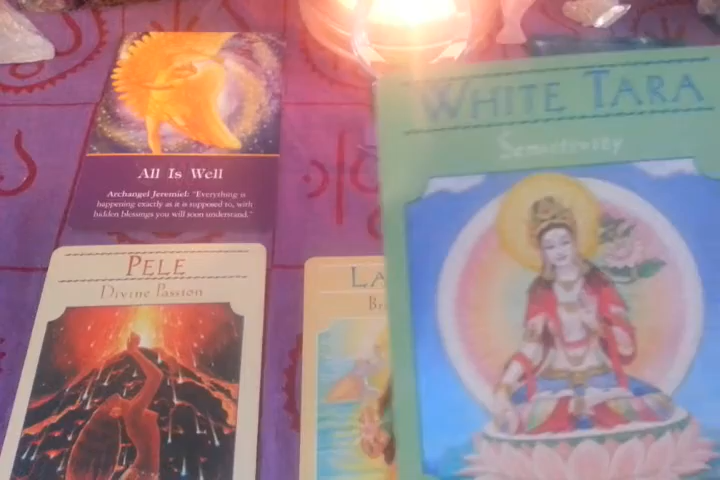 WHITE TARA
Sensitivity
All Is Well
Archangel Jeremiel: "Everything is
happening exactly as it is supposed to, with
hidden blessings you will soon understand."
PELE
Divine Passion